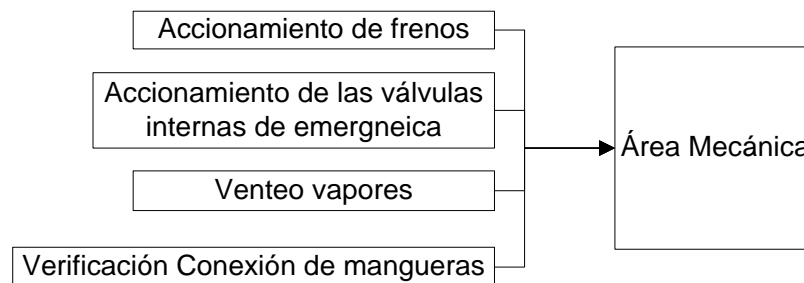 Accionamiento de frenos
Accionamiento de las válvulas
internas de emergneica
Área Mecánica
Venteo vapores
Verificación Conexión de mangueras